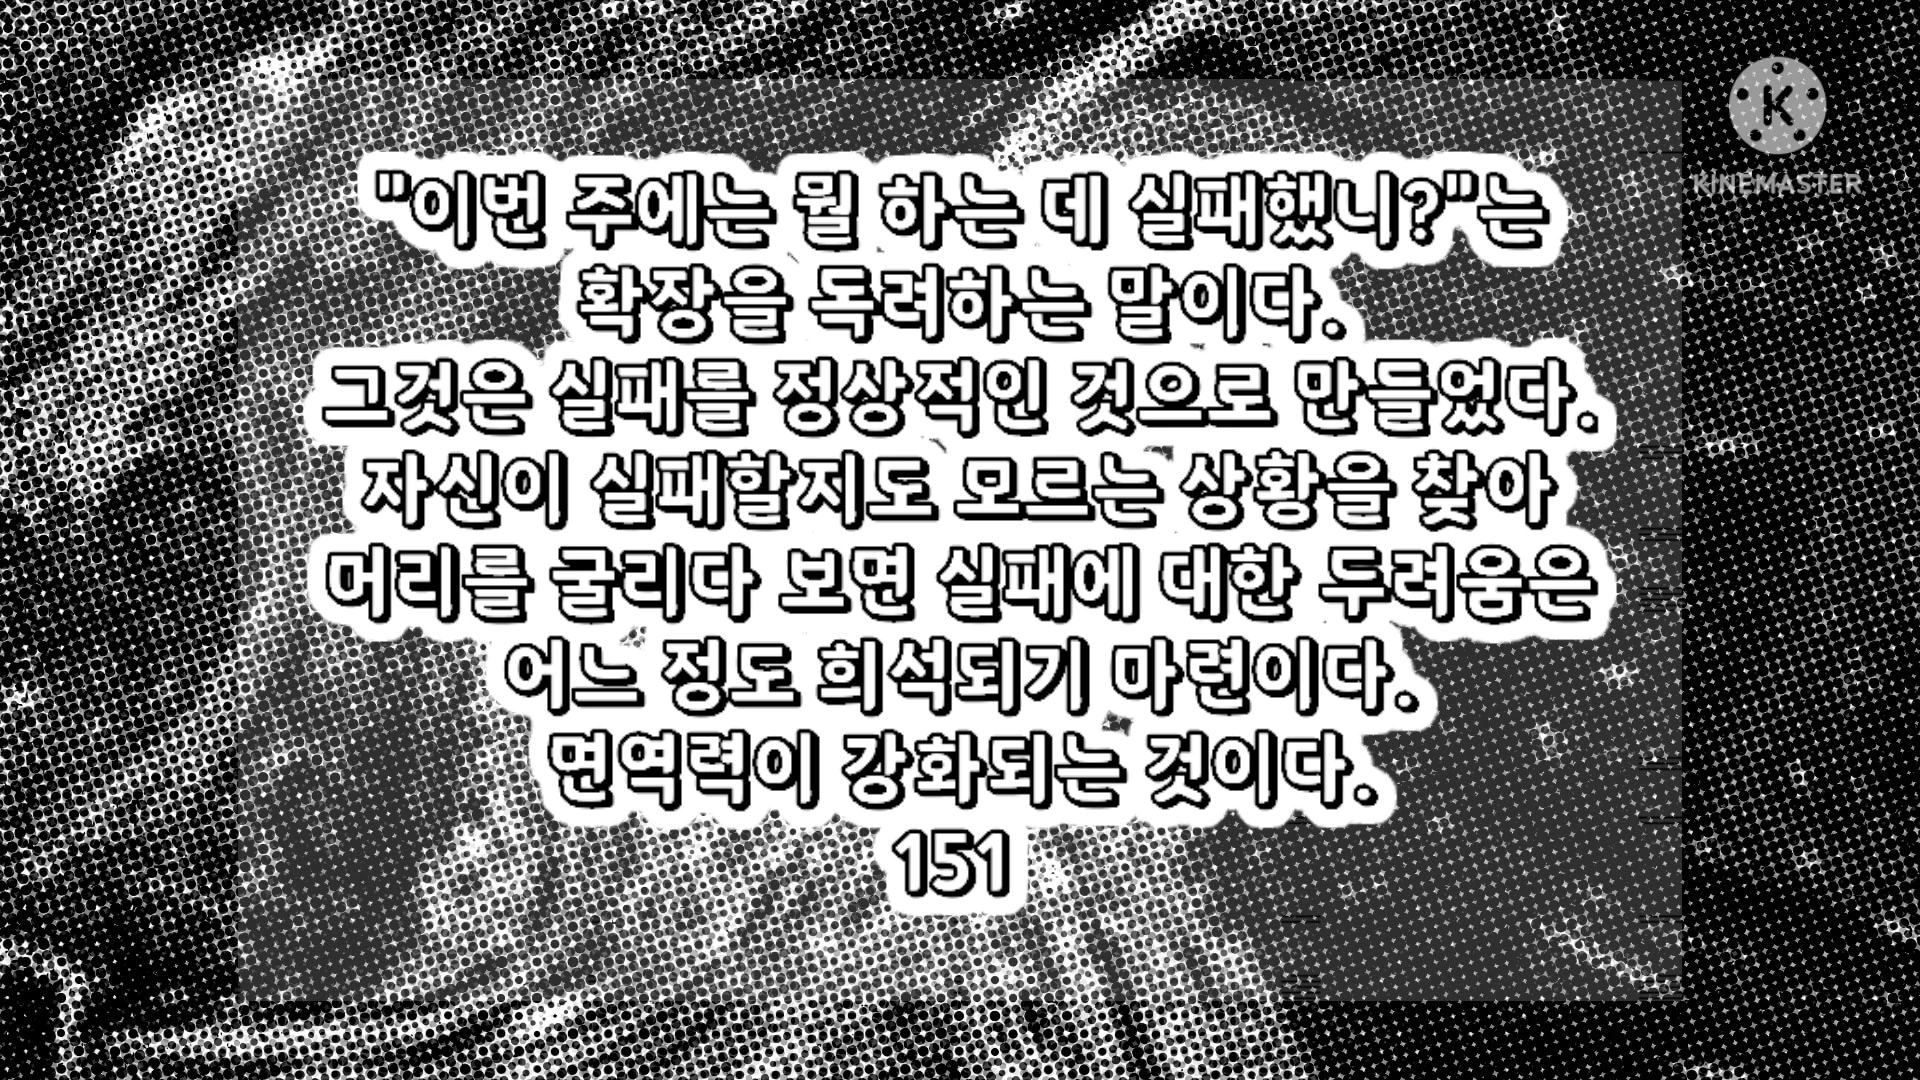 "이번 주에는 뭘 하는 데 실패했니?"는
확장을 독려하는 말이다.
그것은 실패를 정상적인 것으로 만들었다.
자신이 실패할지도 모르는 상황을 찾아
머리를 굴리다 보면 실패에 대한 두려움은
어느 정도 희석되기 마련이다.
면역력이 강화되는 것이다.
151
K
KINEMASTER